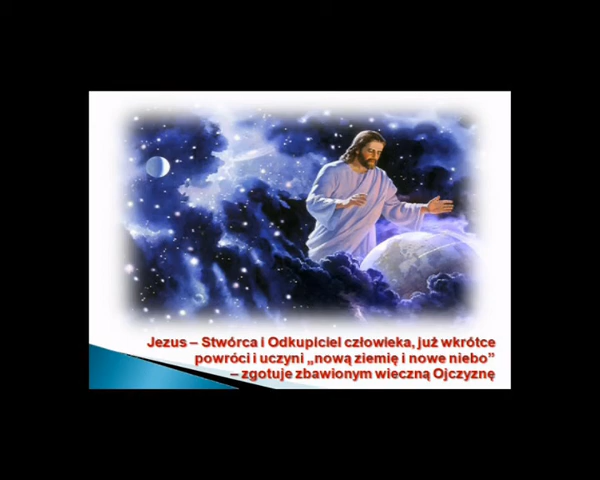 Jezus – Stwórca i Odkupiciel człowieka, już wkrótce
powróci i uczyni „nową ziemię i nowe niebo”
– zgotuje zbawionym wieczną Ojczyznę